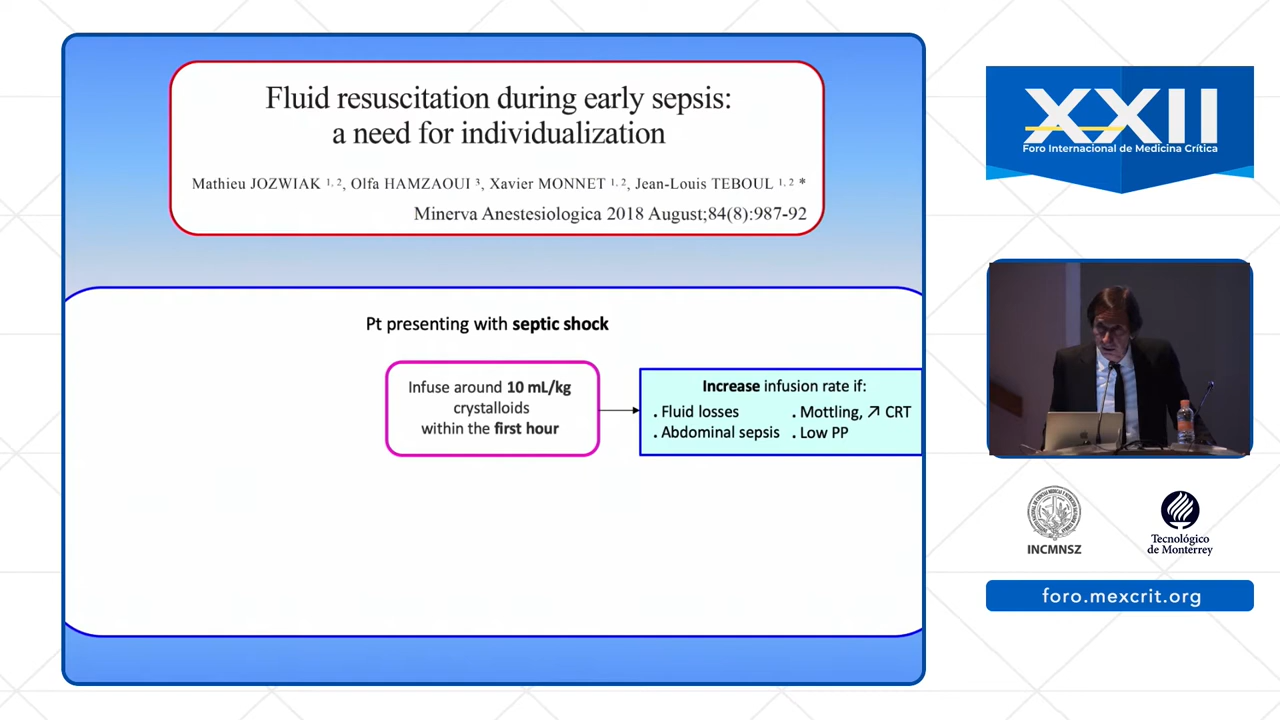 Fluid resuscitation during early sepsis:
a need for individualization
Mathieu JOZWIAK 1, 2, Olfa HAMZAOUI 3, Xavier MONNET 1, 2, Jean-Louis TEBOUL 1, 2 *
Minerva Anestesiologica 2018 August;84(8):987-92
Pt presenting with septic shock
Infuse around 10 mL/kg
crystalloids
within the first hour
Increase infusion rate if:
. Fluid losses
. Abdominal sepsis
. Mottling, ↗ CRT
. Low PP
XXII
Foro Internacional de Medicina Crítica
INCMNSZ
Tecnológico
de Monterrey
foro.mexcrit.org